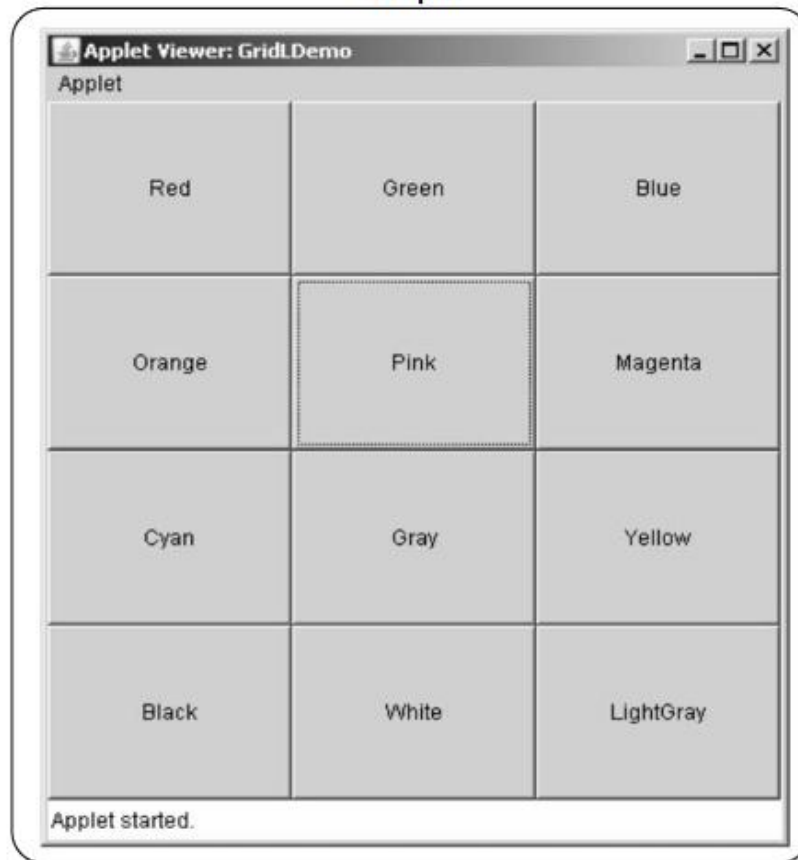 Applet Viewer: GridLDemo
Applet
Red Green Blue
Orange Pink Magenta
Cyan Gray Yellow
Black White LightGray
Applet started.